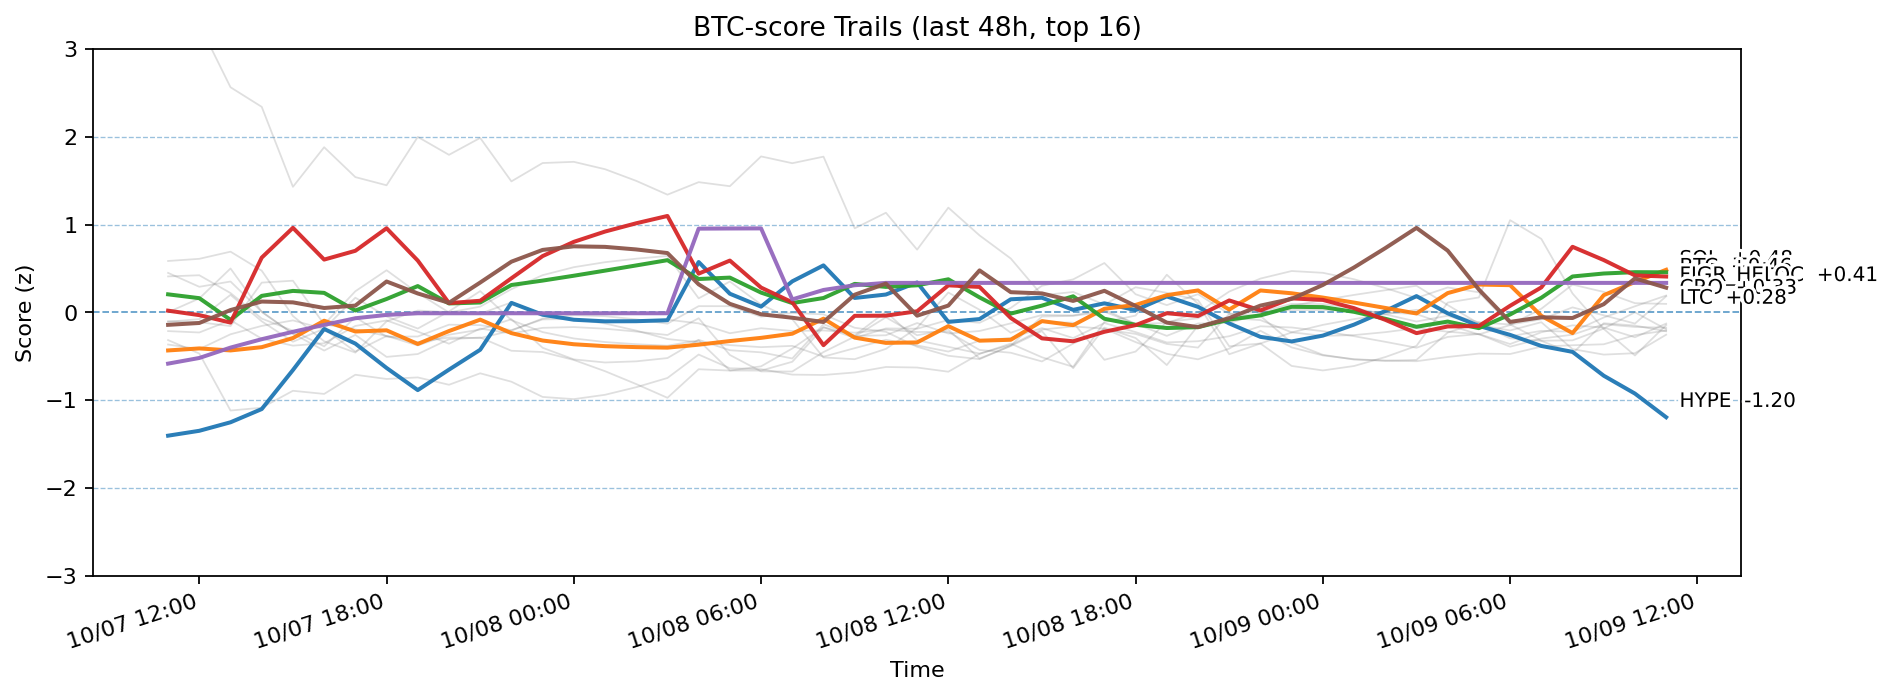 BTC-score Trails (last 48h, top 16)
Score (z)
3
2
1
0
−1
−2
−3
FIGR_HELOC +0.41
LTC +0.28
HYPE -1.20
10/07 12:00
10/07 18:00
10/08 00:00
10/08 06:00
10/08 12:00
10/08 18:00
10/09 00:00
10/09 06:00
10/09 12:00
Time